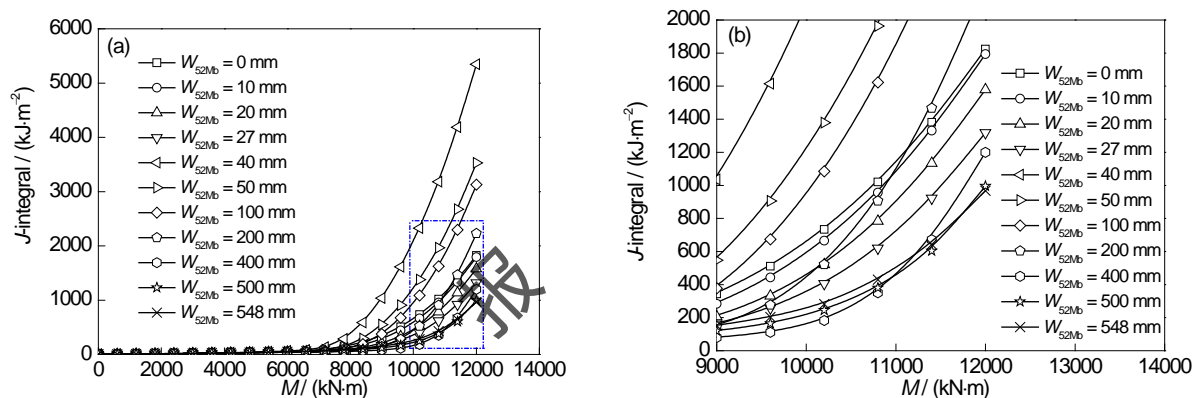 (a)
J-integral / (kJ·m⁻²)
6000
5000
4000
3000
2000
1000
0
W52Mb = 0 mm
W52Mb = 10 mm
W52Mb = 20 mm
W52Mb = 27 mm
W52Mb = 40 mm
W52Mb = 50 mm
W52Mb = 100 mm
W52Mb = 200 mm
W52Mb = 400 mm
W52Mb = 500 mm
W52Mb = 548 mm
报
0 2000 4000 6000 8000 10000 12000 14000
M / (kN·m)
(b)
J-integral / (kJ·m⁻²)
2000
1800
1600
1400
1200
1000
800
600
400
200
0
W52Mb = 0 mm
W52Mb = 10 mm
W52Mb = 20 mm
W52Mb = 27 mm
W52Mb = 40 mm
W52Mb = 50 mm
W52Mb = 100 mm
W52Mb = 200 mm
W52Mb = 400 mm
W52Mb = 500 mm
W52Mb = 548 mm
9000 10000 11000 12000 13000 14000
M / (kN·m)